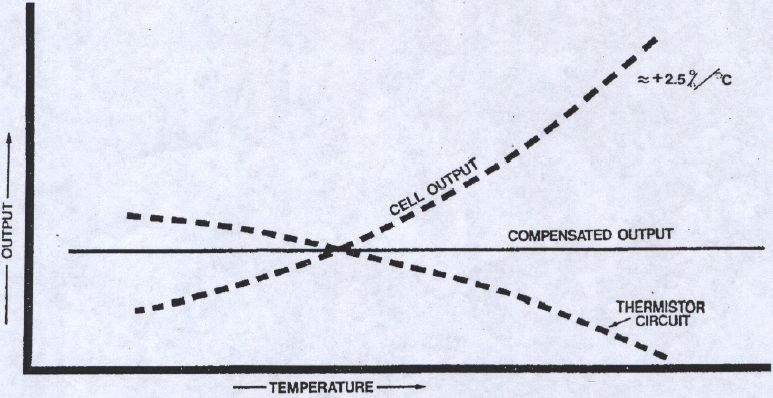 ≈+2.5%/°C
CELL OUTPUT
OUTPUT
COMPENSATED OUTPUT
THERMISTOR
CIRCUIT
TEMPERATURE